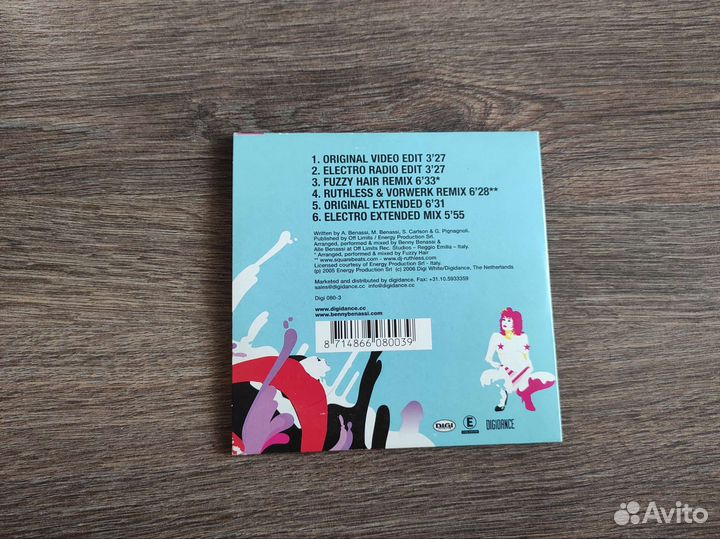 1. ORIGINAL VIDEO EDIT 3'27
2. ELECTRO RADIO EDIT 3'27
3. FUZZY HAIR REMIX 6'33*
4. RUTHLESS & VORWERK REMIX 6'28**
5. ORIGINAL EXTENDED 6'31
6. ELECTRO EXTENDED MIX 5'55
Written by A. Benassi, M. Benassi, S. Carlson & G. Pignagnoli.
Published by Off Limits / Energy Production Srl.
Arranged, performed & mixed by Benny Benassi &
Alle Benassi at Off Limits Rec. Studios – Reggio Emilia – Italy.
* Arranged, performed & mixed by Fuzzy Hair
** www.squarebeats.com – www.dj-ruthless.com
Licensed courtesy of Energy Production Srl - Italy.
(p) 2005 Energy Production Srl (c) 2006 Digi White/Digidance, The Netherlands
Marketed and distributed by digidance. Fax: +31.10.5933359
sales@digidance.cc info@digidance.cc
Digi 080-3
www.digidance.cc
www.bennybenassi.com
8 714866 080039
DiGi
E
DIGIDANCE
Avito